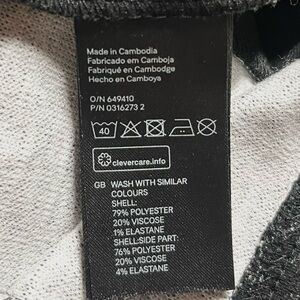 Made in Cambodia
Fabricado em Camboja
Fabriqué en Cambodge
Hecho en Camboya
O/N 649410
P/N 0316273 2
40
clevercare.info
GB WASH WITH SIMILAR
COLOURS
SHELL:
79% POLYESTER
20% VISCOSE
1% ELASTANE
SHELL:SIDE PART:
76% POLYESTER
20% VISCOSE
4% ELASTANE